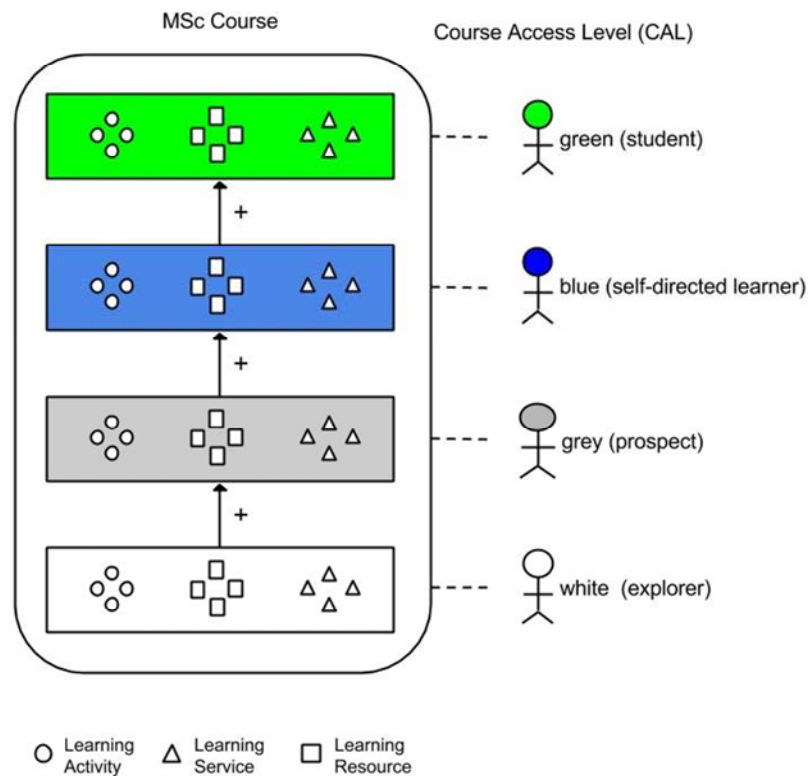 MSc Course
Course Access Level (CAL)
green (student)
+
blue (self-directed learner)
+
grey (prospect)
+
white (explorer)
Learning
Activity
Learning
Service
Learning
Resource